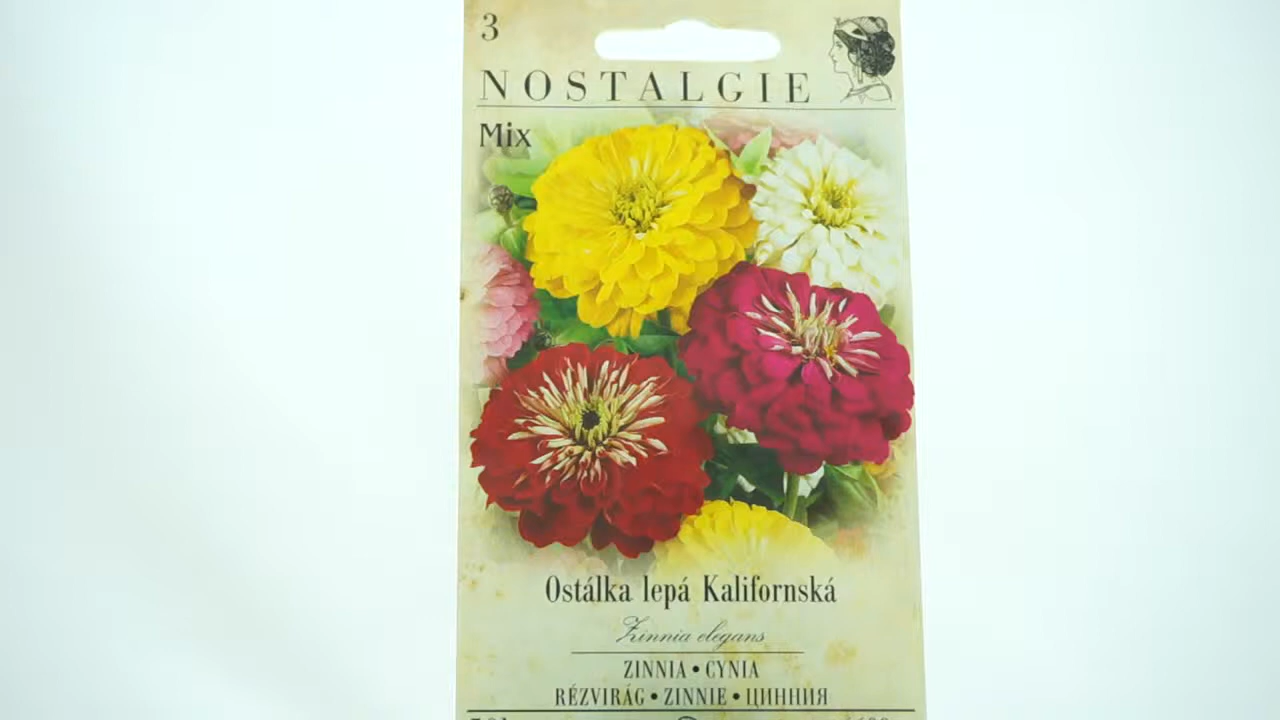 3
NOSTALGIE
Mix
Ostálka lepá Kalifornská
Zinnia elegans
ZINNIA • CYNIA
RÉZVIRÁG • ZINNIE • ЦИННИЯ